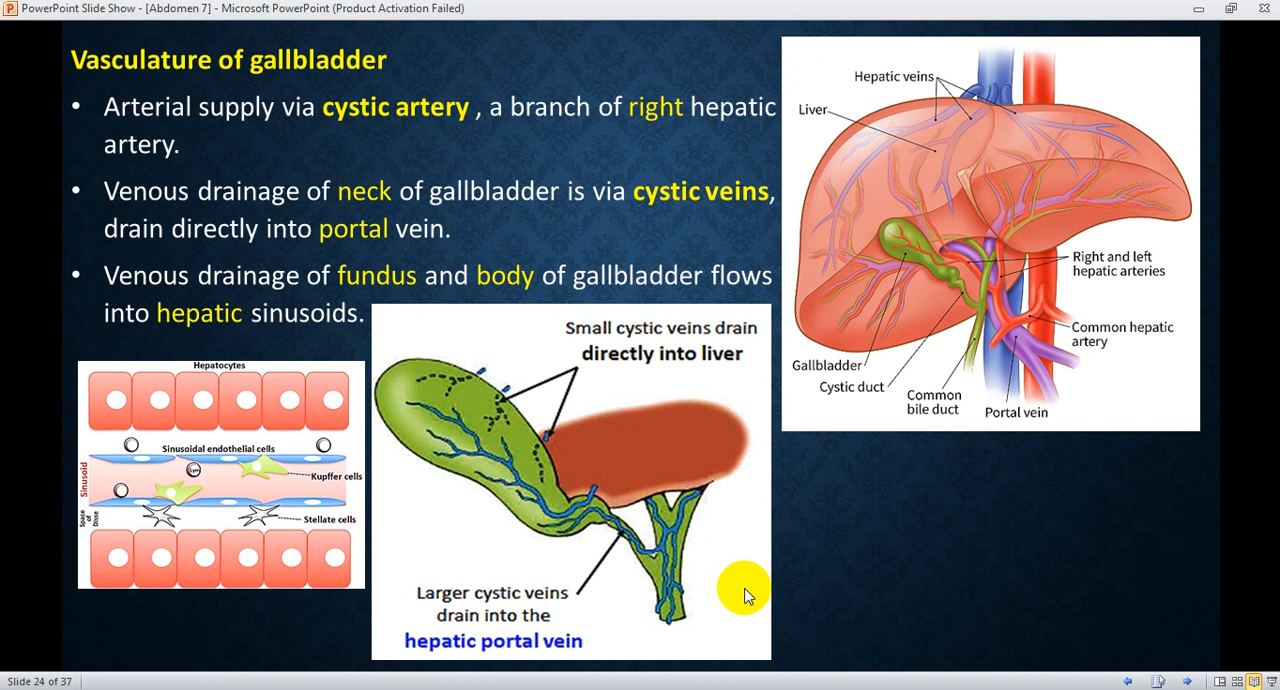 PowerPoint Slide Show - [Abdomen 7] - Microsoft PowerPoint (Product Activation Failed)
Vasculature of gallbladder
• Arterial supply via cystic artery , a branch of right hepatic
artery.
• Venous drainage of neck of gallbladder is via cystic veins,
drain directly into portal vein.
• Venous drainage of fundus and body of gallbladder flows
into hepatic sinusoids.
Hepatic veins
Liver
Right and left
hepatic arteries
Common hepatic
artery
Gallbladder
Cystic duct
Common
bile duct
Portal vein
Small cystic veins drain
directly into liver
Larger cystic veins
drain into the
hepatic portal vein
Hepatocytes
Sinusoidal endothelial cells
Sinusoid
Kupffer cells
Space
of
Disse
Stellate cells
Slide 24 of 37